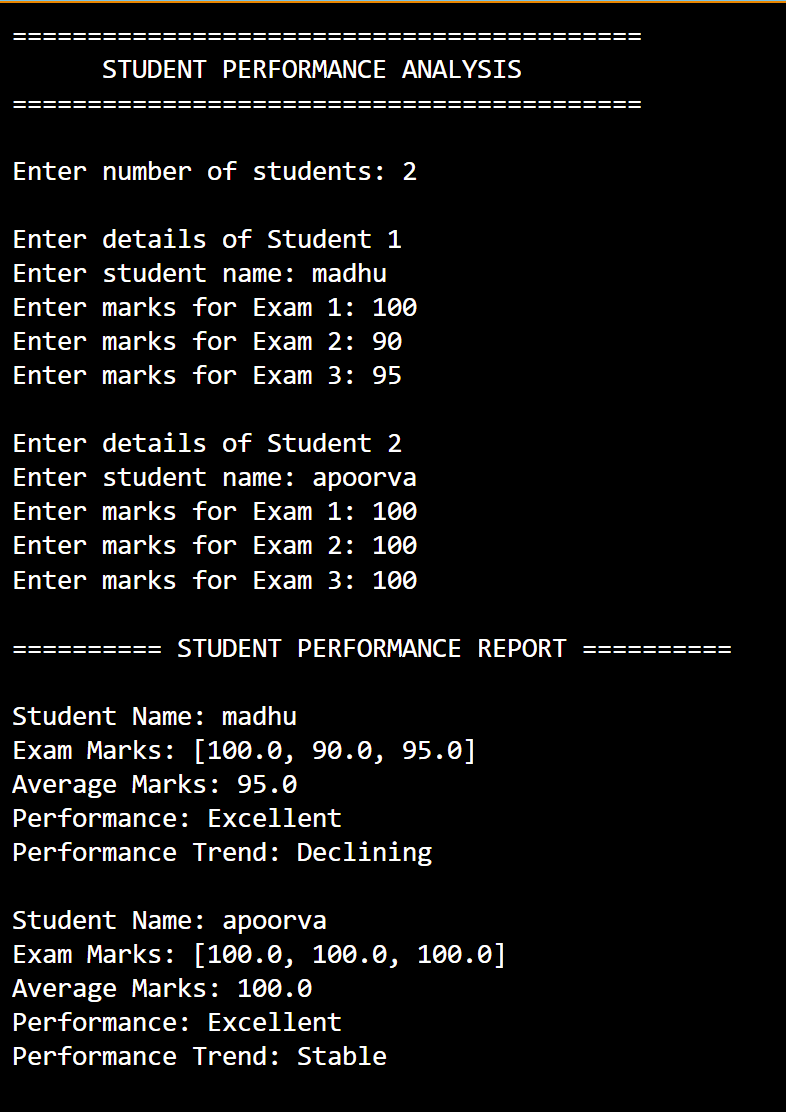 ==========================================
STUDENT PERFORMANCE ANALYSIS
==========================================
Enter number of students: 2
Enter details of Student 1
Enter student name: madhu
Enter marks for Exam 1: 100
Enter marks for Exam 2: 90
Enter marks for Exam 3: 95
Enter details of Student 2
Enter student name: apoorva
Enter marks for Exam 1: 100
Enter marks for Exam 2: 100
Enter marks for Exam 3: 100
========== STUDENT PERFORMANCE REPORT ==========
Student Name: madhu
Exam Marks: [100.0, 90.0, 95.0]
Average Marks: 95.0
Performance: Excellent
Performance Trend: Declining
Student Name: apoorva
Exam Marks: [100.0, 100.0, 100.0]
Average Marks: 100.0
Performance: Excellent
Performance Trend: Stable